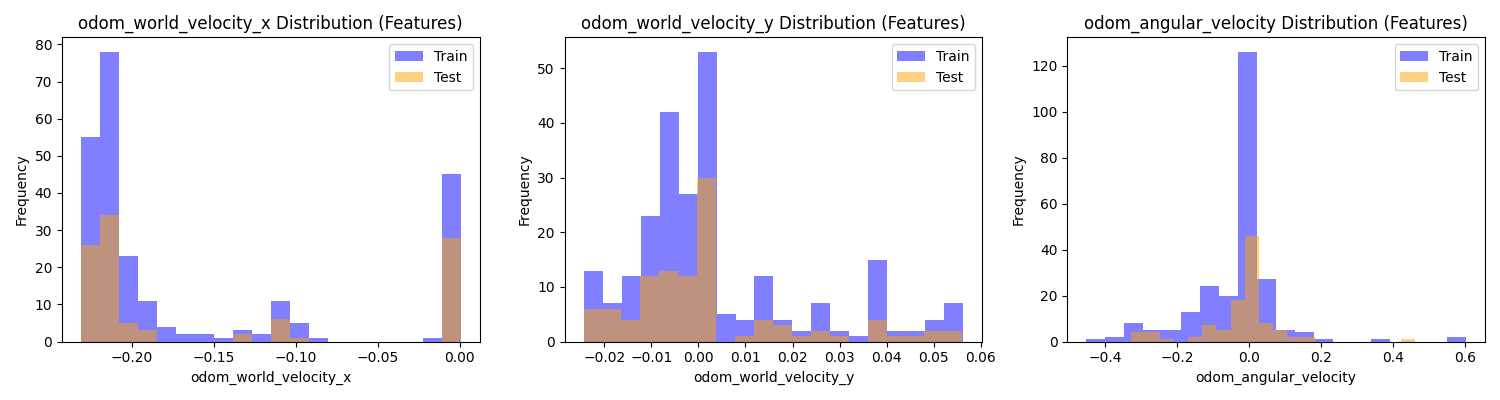 odom_world_velocity_x Distribution (Features)
80
70
60
50
40
30
20
10
0
Frequency
−0.20
−0.15
−0.10
−0.05
0.00
odom_world_velocity_x
Train
Test
odom_world_velocity_y Distribution (Features)
50
40
30
20
10
0
Frequency
−0.02
−0.01
0.00
0.01
0.02
0.03
0.04
0.05
0.06
odom_world_velocity_y
Train
Test
odom_angular_velocity Distribution (Features)
120
100
80
60
40
20
0
Frequency
−0.4
−0.2
0.0
0.2
0.4
0.6
odom_angular_velocity
Train
Test